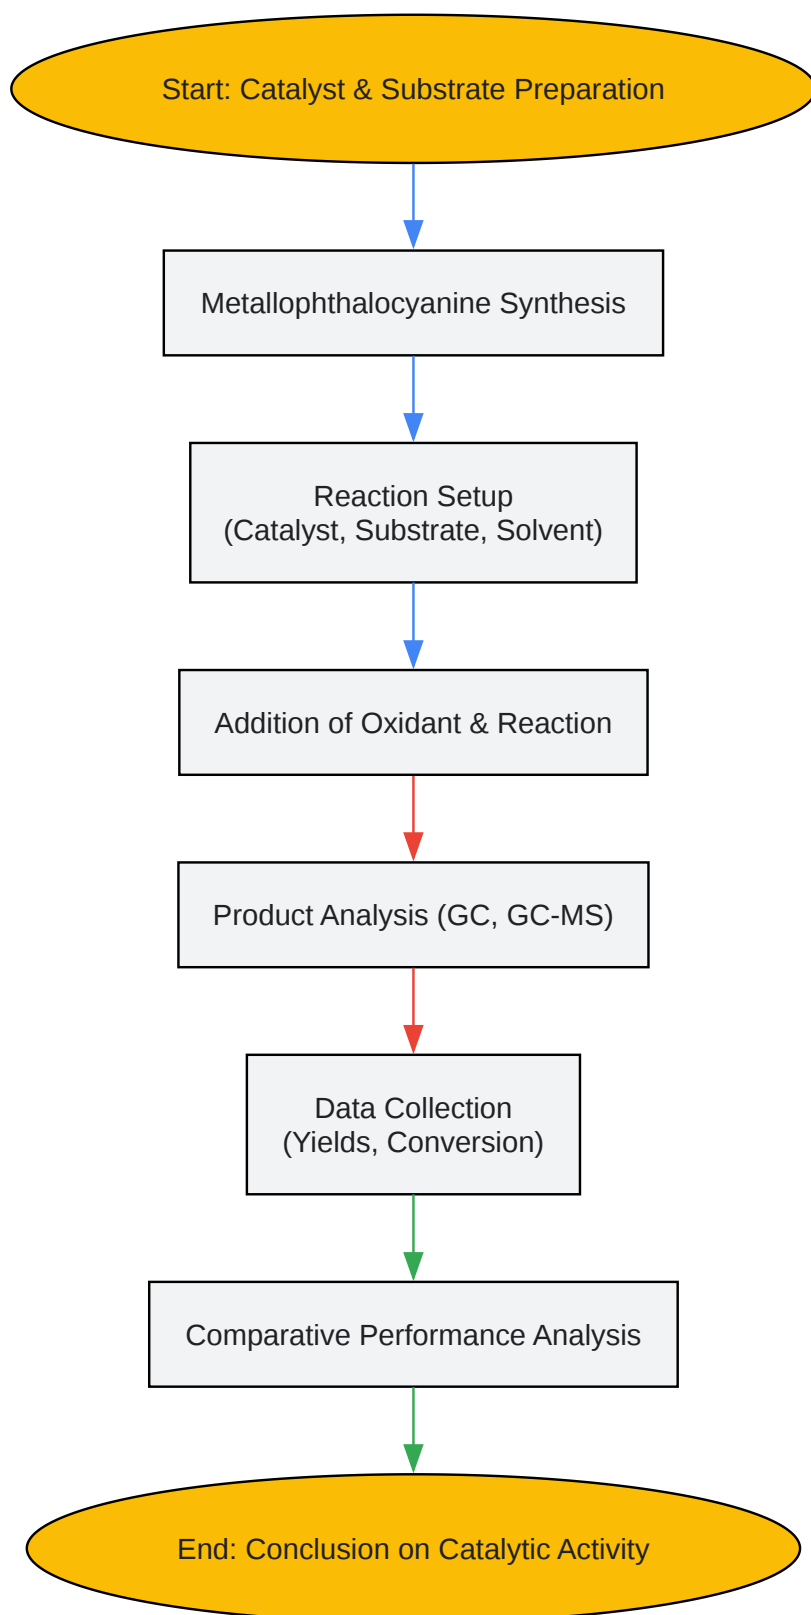 Start: Catalyst & Substrate Preparation
Metallophthalocyanine Synthesis
Reaction Setup
(Catalyst, Substrate, Solvent)
Addition of Oxidant & Reaction
Product Analysis (GC, GC-MS)
Data Collection
(Yields, Conversion)
Comparative Performance Analysis
End: Conclusion on Catalytic Activity